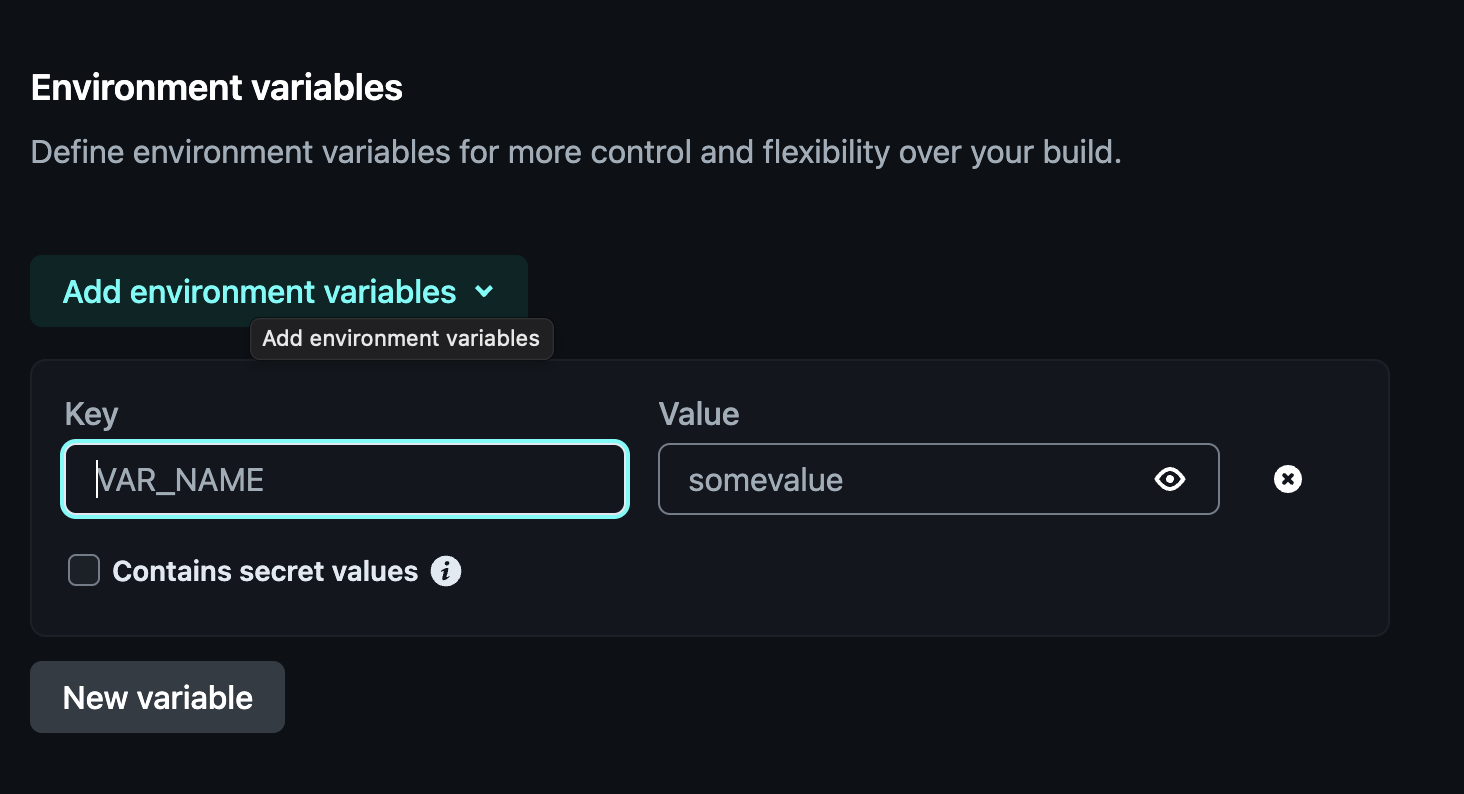 Environment variables
Define environment variables for more control and flexibility over your build.
Add environment variables
Add environment variables
Key
Value
VAR_NAME
somevalue
Contains secret values
New variable